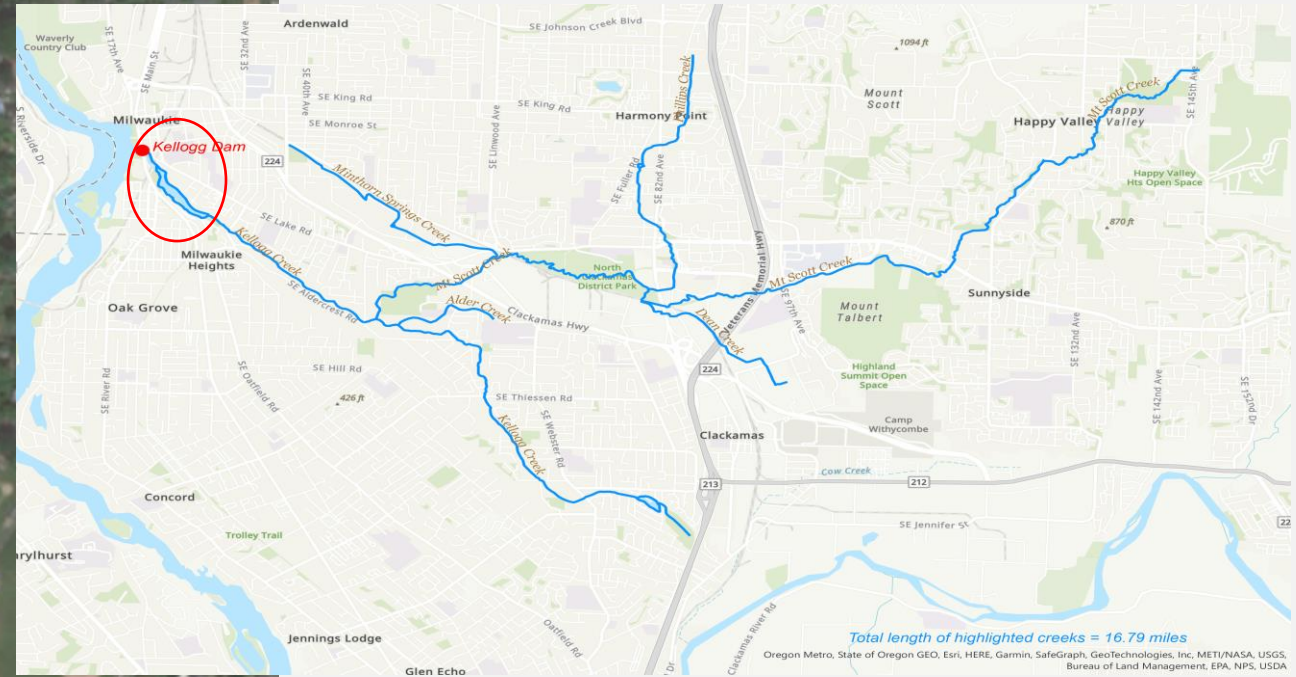 Ardenwald
SE Johnson Creek Blvd
Waverly
Country Club
SE 17th Ave
SE Main St
SE 32nd Ave
1094 ft
Mount
Scott
Mt Scott Creek
SE 145th Ave
SE 40th Ave
SE King Rd
SE King Rd
SE Linwood Ave
Harmony Point
Phillips Creek
Happy Valley
Happy
Valley
S Riverside Dr
Milwaukie
SE Monroe St
Kellogg Dam
224
Minthorn Springs Creek
SE Fuller Rd
SE 82nd Ave
Happy Valley
Hts Open Space
870 ft
SE Lake Rd
Kellogg Creek
Milwaukie
Heights
Mt Scott Creek
North
Clackamas
District Park
Veterans Memorial Hwy
Mt Scott Creek
SE 97th Ave
Sunnyside
Oak Grove
SE Aldercrest Rd
Alder Creek
Clackamas Hwy
Dean Creek
Mount
Talbert
SE 132nd Ave
SE River Rd
SE Oatfield Rd
SE Hill Rd
426 ft
224
Highland
Summit Open
Space
SE 142nd Ave
SE 152nd Dr
SE Thiessen Rd
SE Webster Rd
Kellogg Creek
Clackamas
Camp
Withycombe
Cow Creek
213
212
Concord
SE Jennifer St
22
Trolley Trail
arylhurst
Jennings Lodge
Oatfield Rd
Clackamas River Rd
Dr
Glen Echo
Total length of highlighted creeks = 16.79 miles
Oregon Metro, State of Oregon GEO, Esri, HERE, Garmin, SafeGraph, GeoTechnologies, Inc, METI/NASA, USGS,
Bureau of Land Management, EPA, NPS, USDA